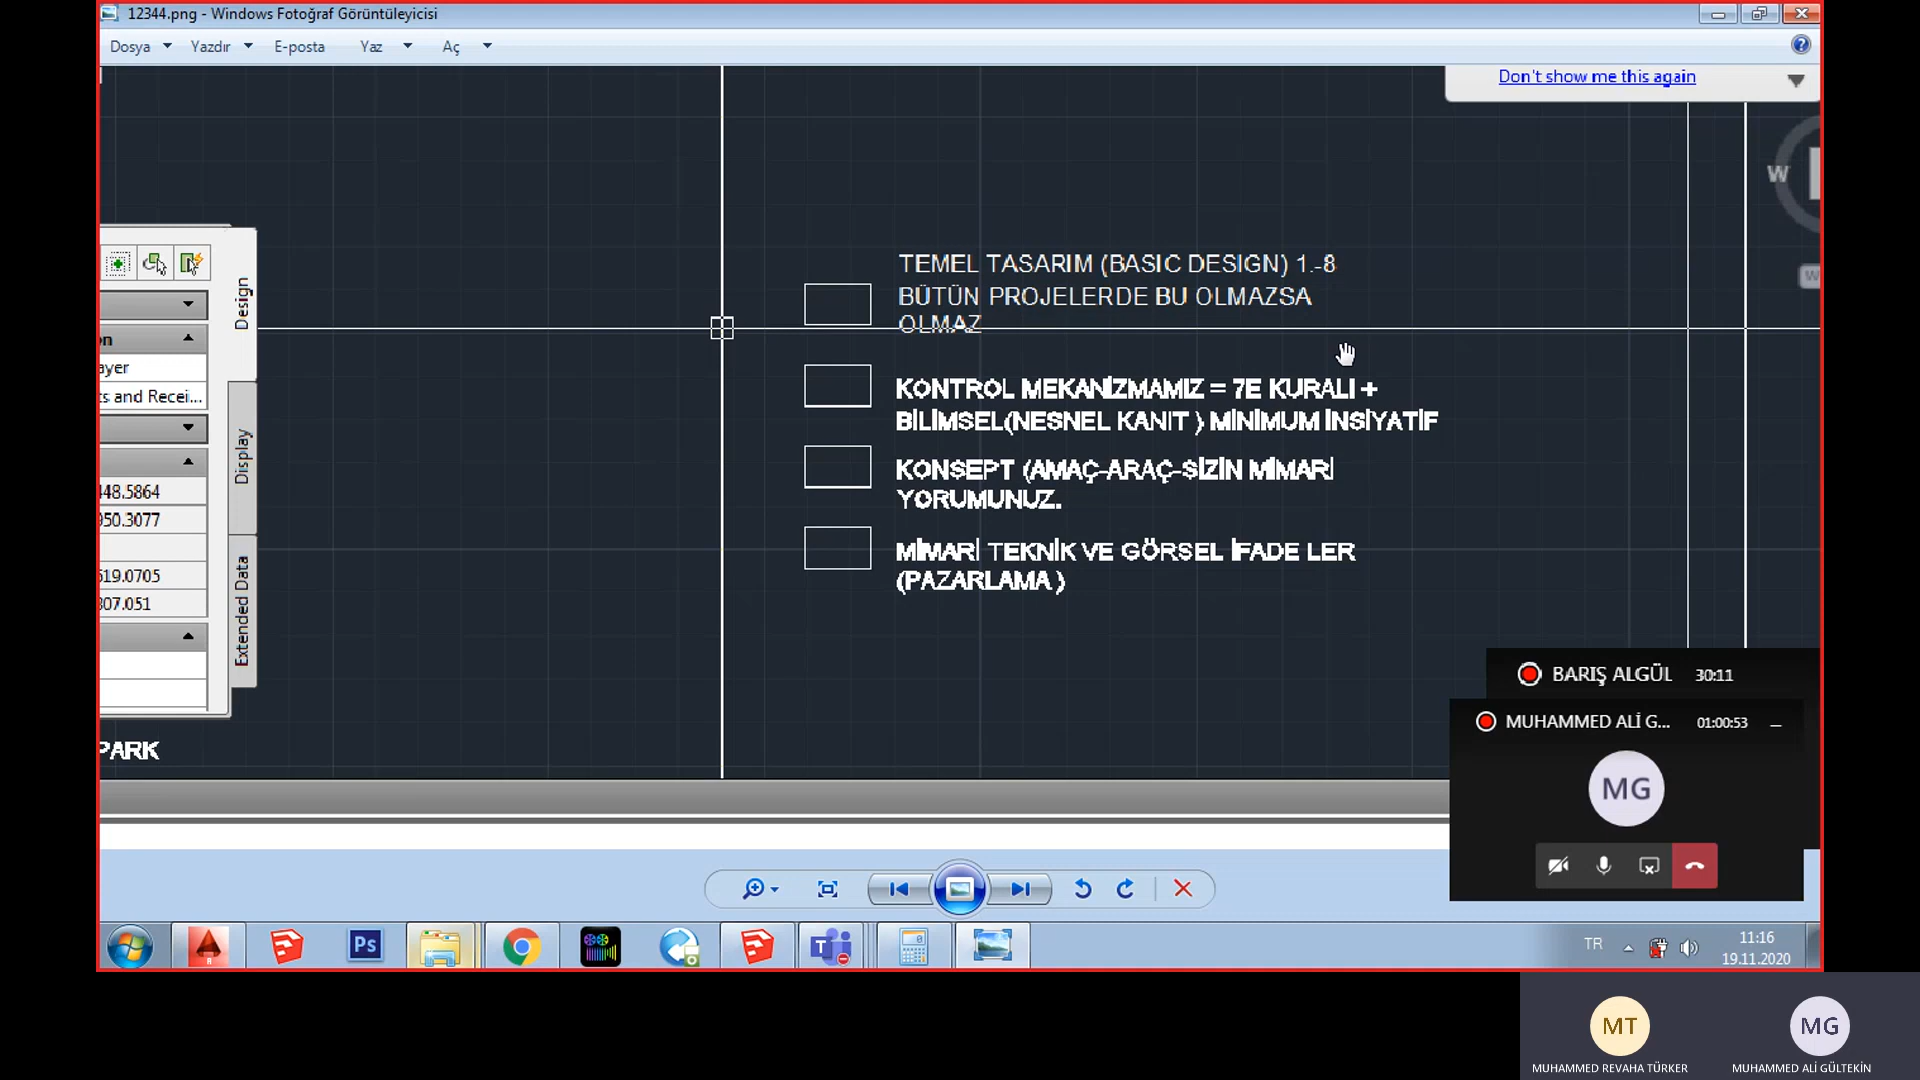 12344.png - Windows Fotoğraf Görüntüleyicisi
Dosya
Yazdır
E-posta
Yaz
Aç
Don't show me this again
W
TEMEL TASARIM (BASIC DESIGN) 1.-8
BÜTÜN PROJELERDE BU OLMAZSA
OLMAZ
KONTROL MEKANİZMAMIZ = 7E KURALI +
BİLİMSEL(NESNEL KANIT ) MİNİMUM İNSİYATİF
KONSEPT (AMAÇ-ARAÇ-SİZİN MİMARİ
YORUMUNUZ.
MİMARİ TEKNİK VE GÖRSEL İFADE LER
(PAZARLAMA )
Design
Display
Extended Data
on
ayer
ts and Recei...
448.5864
950.3077
519.0705
307.051
PARK
BARIŞ ALGÜL 30:11
MUHAMMED ALİ G... 01:00:53
MG
Ps
TR
11:16
19.11.2020
MT
MG
MUHAMMED REVAHA TÜRKER
MUHAMMED ALİ GÜLTEKİN